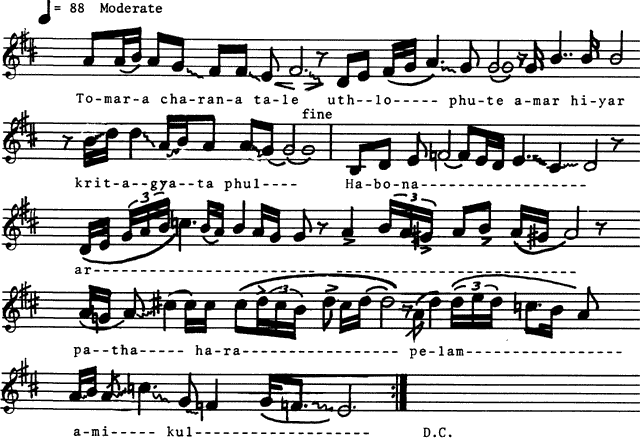 = 88 Moderate
To-mar-a cha-ran-a ta-le uth--lo----- phu-te a-mar hi-yar
fine
krit-a--gya--ta phul---- Ha-bo-na-----------------
ar--------------------------------------------------
pa--tha----- ha-ra----------------- pe-lam-----------------
a-mi----- kul------------------- D.C.